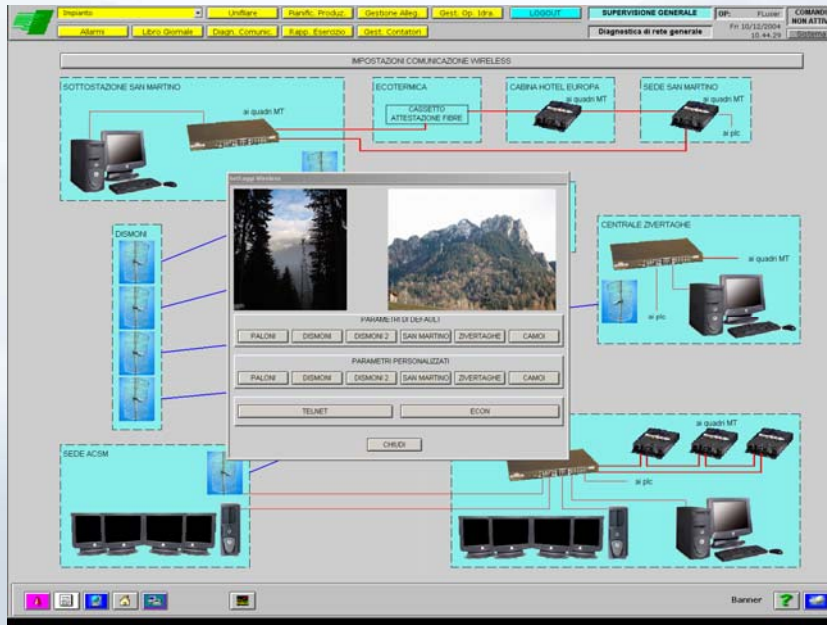 Impianto
Unifilare
Pianific. Produz.
Gestione Alleg.
Gest. Op. Idra.
LOGOUT
SUPERVISIONE GENERALE
OP: FLuser
COMANDI
NON ATTIV
Allarmi
Libro Giornale
Diagn. Comunic.
Rapp. Esercizio
Gest. Contatori
Diagnostica di rete generale
Fri 10/12/2004
10.44.29
Sistema
IMPOSTAZIONI COMUNICAZIONE WIRELESS
SOTTOSTAZIONE SAN MARTINO
ECOTERMICA
CABINA HOTEL EUROPA
SEDE SAN MARTINO
ai quadri MT
CASSETTO
ATTESTAZIONE FIBRE
ai quadri MT
ai quadri MT
ai plc
Settaggi Wireless
DISMONI
CENTRALE ZIVERTAGHE
ai quadri MT
ai plc
PARAMETRI DI DEFAULT
PALONI
DISMONI
DISMONI 2
SAN MARTINO
ZIVERTAGHE
CAMOI
PARAMETRI PERSONALIZZATI
PALONI
DISMONI
DISMONI 2
SAN MARTINO
ZIVERTAGHE
CAMOI
TELNET
ECON
CHIUDI
SEDE ACSM
ai quadri MT
ai plc
Banner